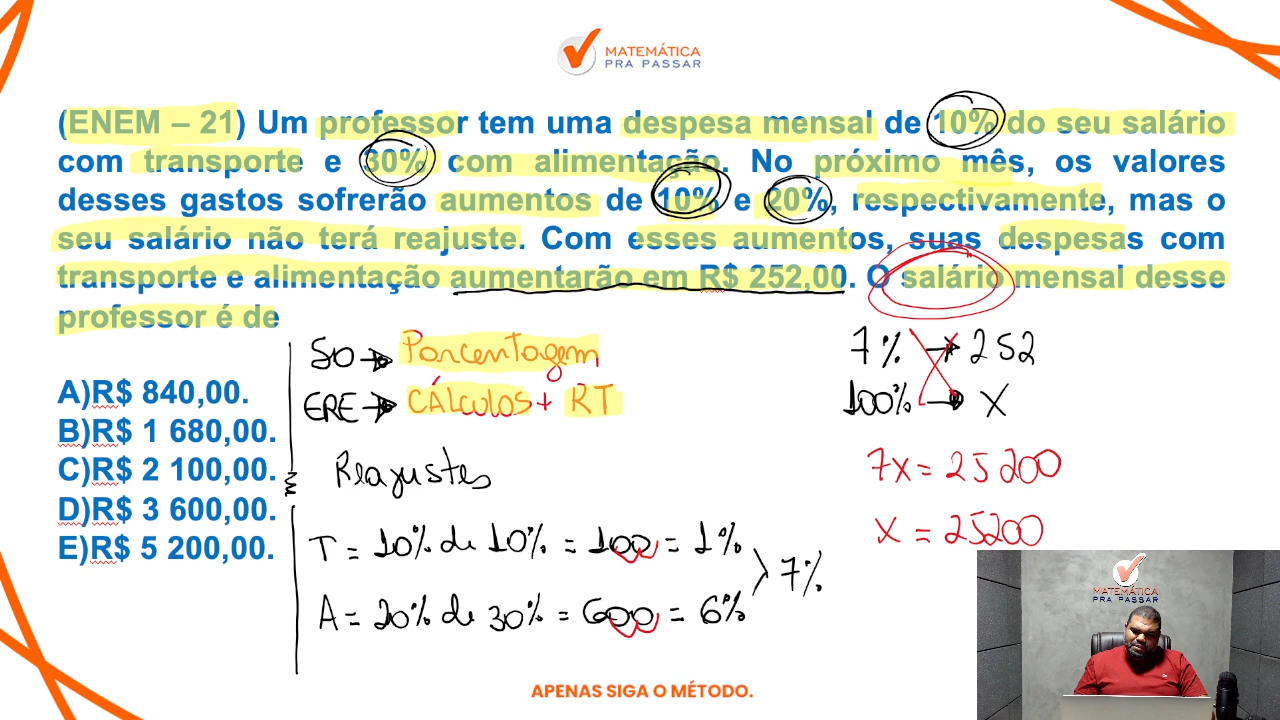 MATEMÁTICA
PRA PASSAR
(ENEM – 21) Um professor tem uma despesa mensal de 10% do seu salário
com transporte e 30% com alimentação. No próximo mês, os valores
desses gastos sofrerão aumentos de 10% e 20%, respectivamente, mas o
seu salário não terá reajuste. Com esses aumentos, suas despesas com
transporte e alimentação aumentarão em R$ 252,00. O salário mensal desse
professor é de
A)R$ 840,00.
B)R$ 1 680,00.
C)R$ 2 100,00.
D)R$ 3 600,00.
E)R$ 5 200,00.
Porcentagem
ERE → CÁLCULOS + RT
Reajustes
T = 10% de 10% = 100 = 1%
A = 20% de 30% = 600 = 6%
7%
7% → 252
100% → X
7X = 25200
X = 25200
MATEMÁTICA
PRA PASSAR
APENAS SIGA O MÉTODO.